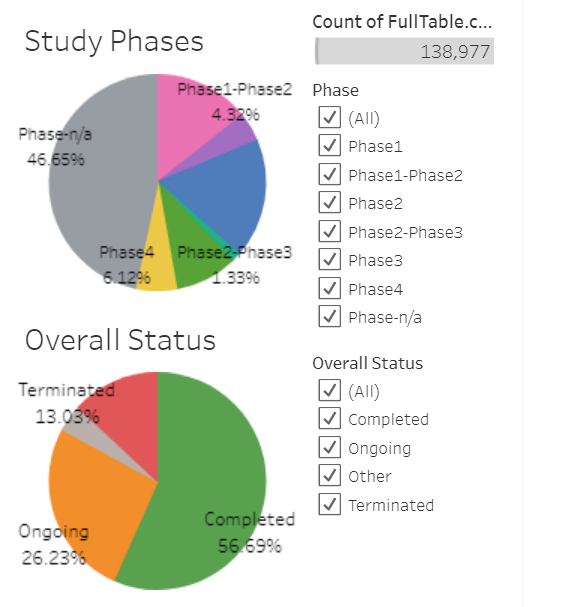 Study Phases
Phase1-Phase2
4.32%
Phase-n/a
46.65%
Phase4
6.12%
Phase2-Phase3
1.33%
Overall Status
Terminated
13.03%
Completed
56.69%
Ongoing
26.23%
Count of FullTable.c...
138,977
Phase
(All)
Phase1
Phase1-Phase2
Phase2
Phase2-Phase3
Phase3
Phase4
Phase-n/a
Overall Status
(All)
Completed
Ongoing
Other
Terminated